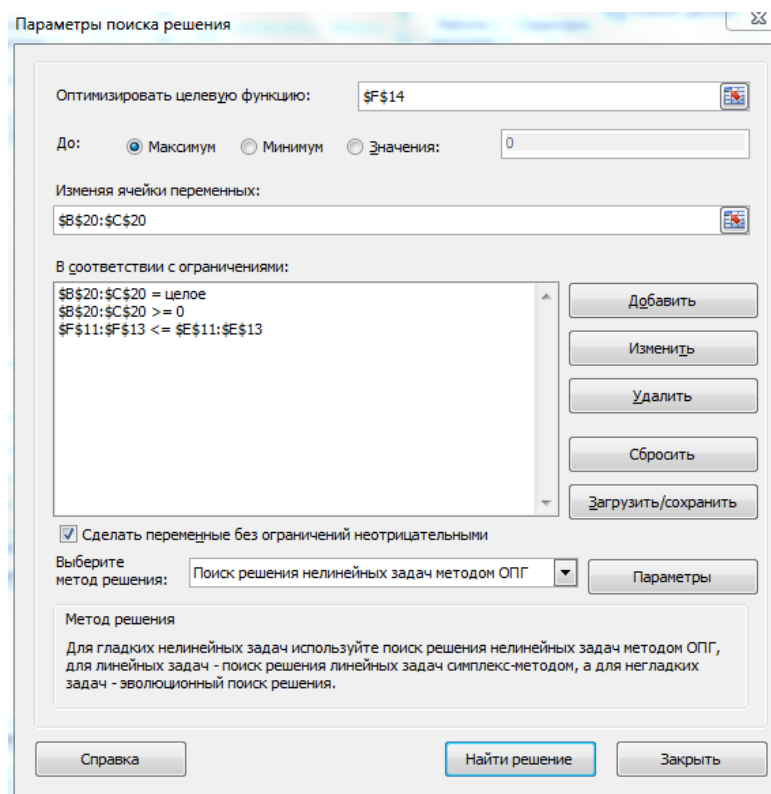 Параметры поиска решения
Оптимизировать целевую функцию: $F$14
До: Максимум Минимум Значения: 0
Изменяя ячейки переменных:
$B$20:$C$20
В соответствии с ограничениями:
$B$20:$C$20 = целое
$B$20:$C$20 >= 0
$F$11:$F$13 <= $E$11:$E$13
Добавить
Изменить
Удалить
Сбросить
Загрузить/сохранить
Сделать переменные без ограничений неотрицательными
Выберите
метод решения: Поиск решения нелинейных задач методом ОПГ Параметры
Метод решения
Для гладких нелинейных задач используйте поиск решения нелинейных задач методом ОПГ,
для линейных задач - поиск решения линейных задач симплекс-методом, а для негладких
задач - эволюционный поиск решения.
Справка Найти решение Закрыть